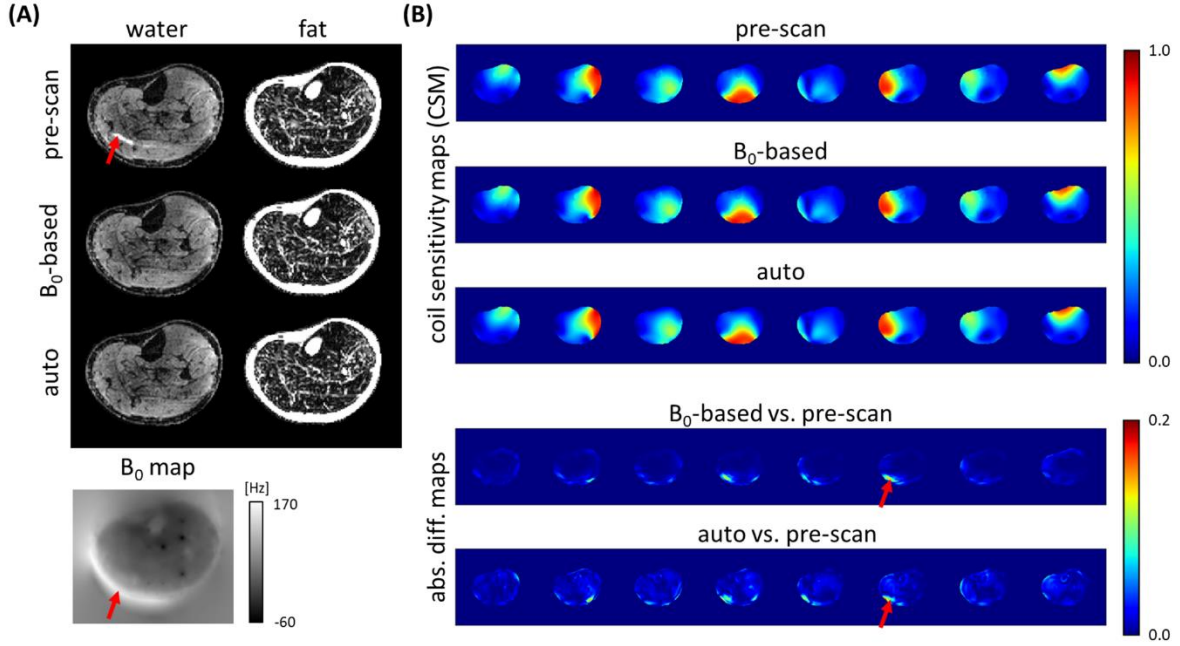 (A)
water
fat
pre-scan
B₀-based
auto
B₀ map
[Hz]
170
-60
(B)
pre-scan
B₀-based
auto
coil sensitivity maps (CSM)
1.0
0.0
B₀-based vs. pre-scan
auto vs. pre-scan
abs. diff. maps
0.2
0.0